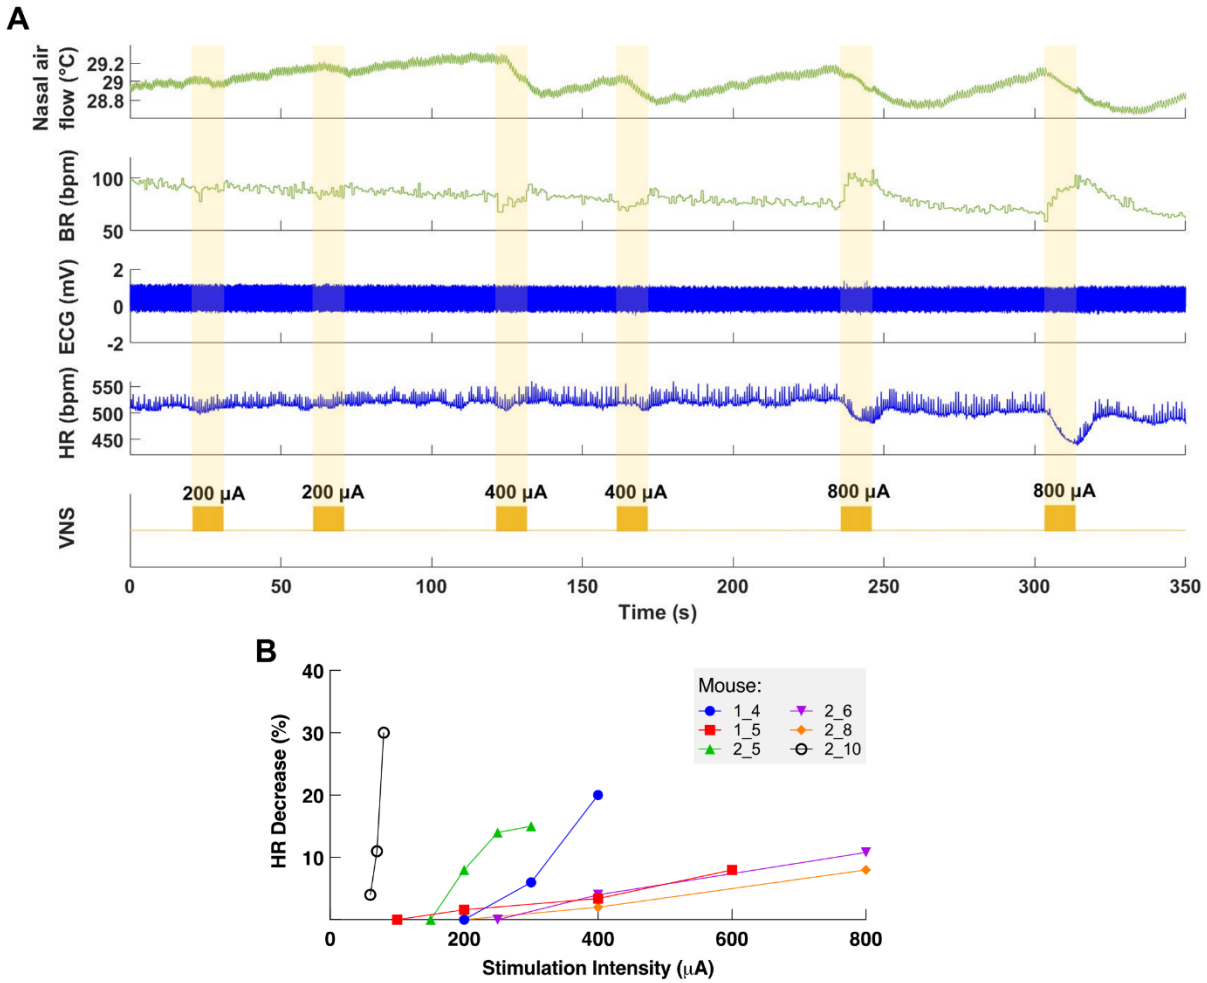 A
Nasal air
flow (°C)
29.2
29
28.8
BR (bpm)
100
50
ECG (mV)
2
0
-2
HR (bpm)
550
500
450
VNS
200 µA
200 µA
400 µA
400 µA
800 µA
800 µA
0
50
100
150
200
250
300
350
Time (s)
B
HR Decrease (%)
40
30
20
10
Mouse:
1_4
2_6
1_5
2_8
2_5
2_10
0
200
400
600
800
Stimulation Intensity (µA)